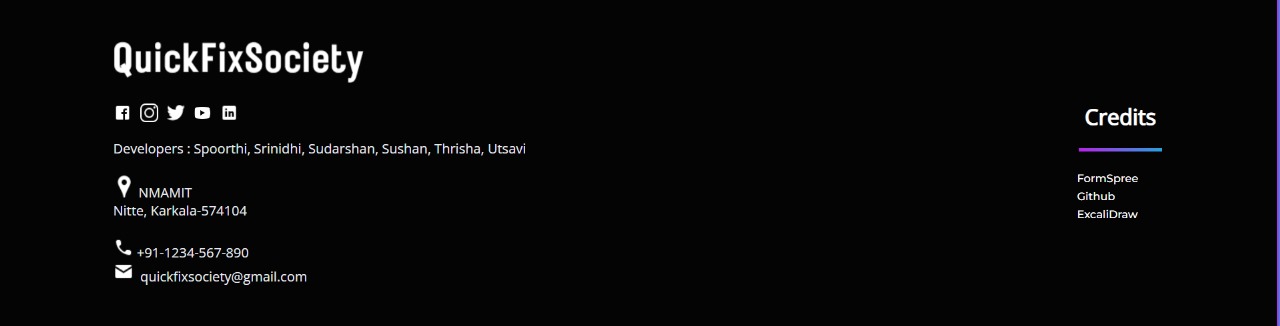 QuickFixSociety
Developers : Spoorthi, Srinidhi, Sudarshan, Sushan, Thrisha, Utsavi
NMAMIT
Nitte, Karkala-574104
+91-1234-567-890
quickfixsociety@gmail.com
Credits
FormSpree
Github
ExcaliDraw